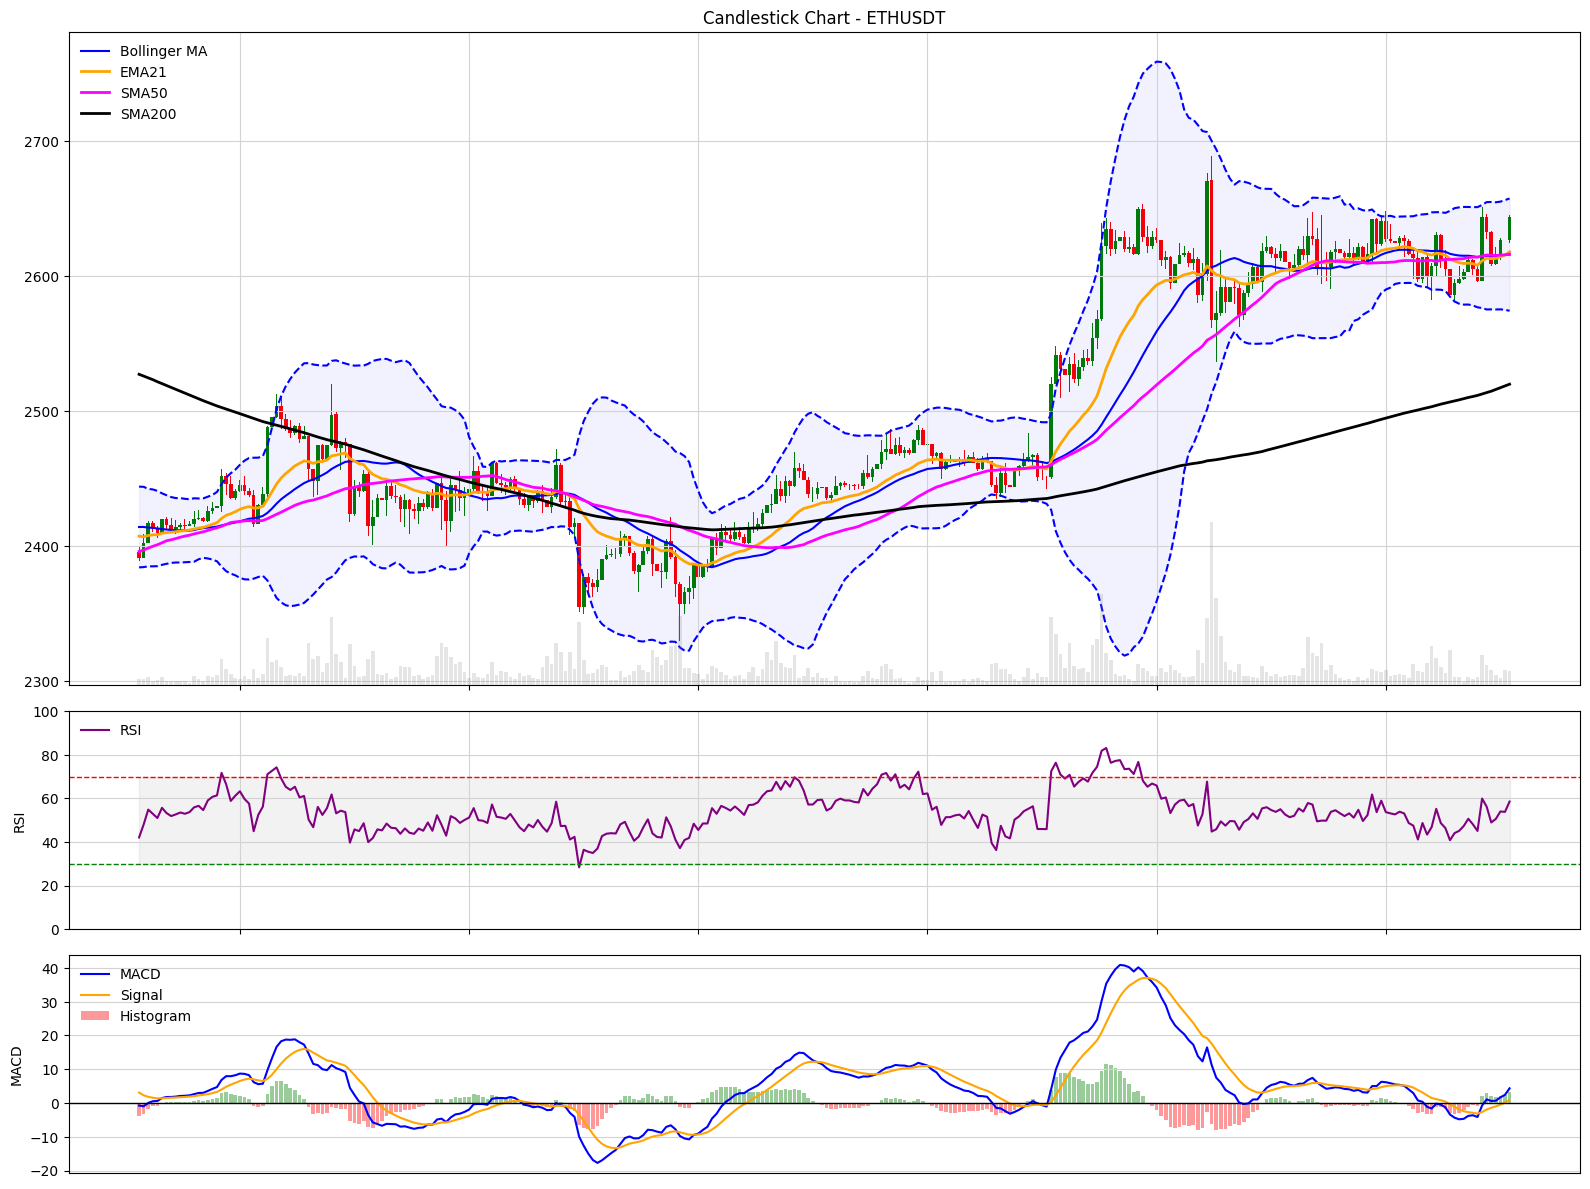 Candlestick Chart - ETHUSDT
Bollinger MA
EMA21
SMA50
SMA200
2700
2600
2500
2400
2300
RSI
RSI
100
80
60
40
20
0
MACD
Signal
Histogram
MACD
40
30
20
10
0
−10
−20